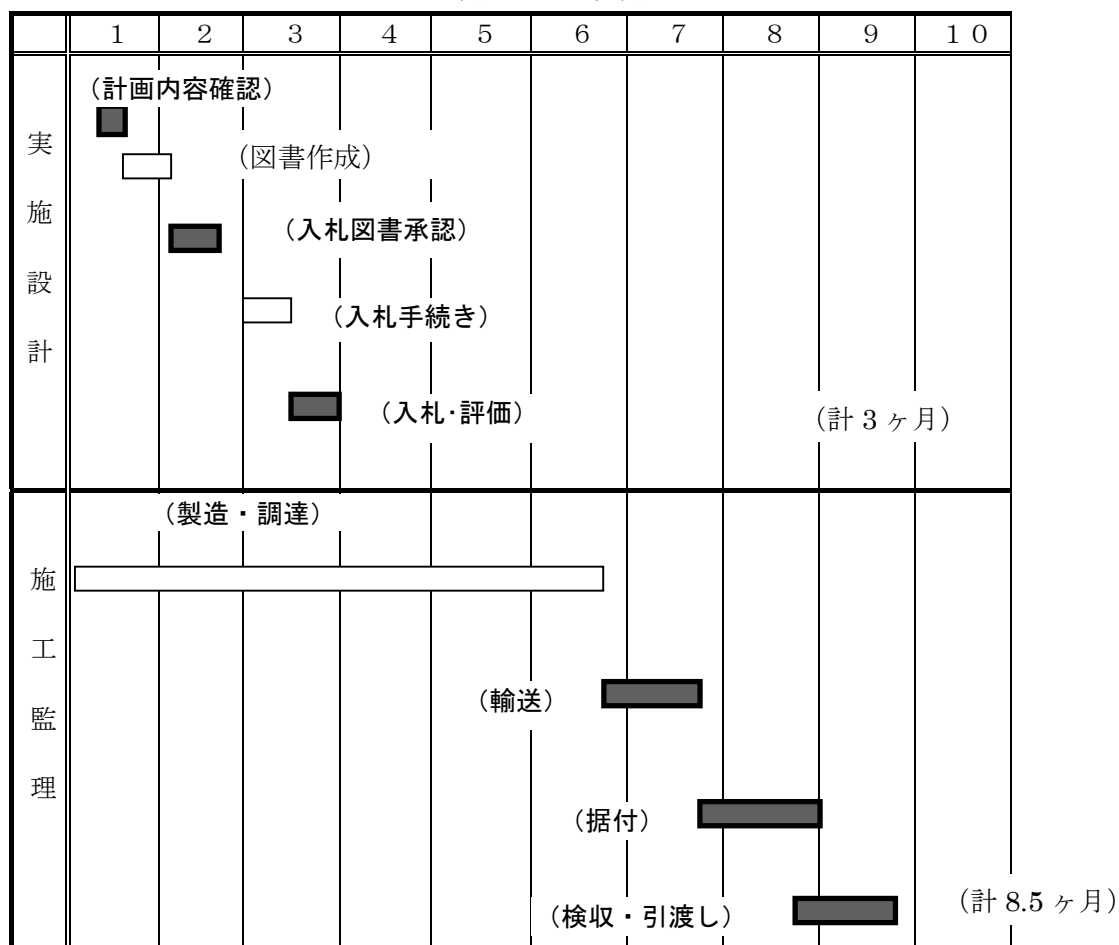 1 2 3 4 5 6 7 8 9 10
実施設計
（計画内容確認）
（図書作成）
（入札図書承認）
（入札手続き）
（入札・評価）
（計 3 ヶ月）
施工監理
（製造・調達）
（輸送）
（据付）
（検収・引渡し）
（計 8.5 ヶ月）